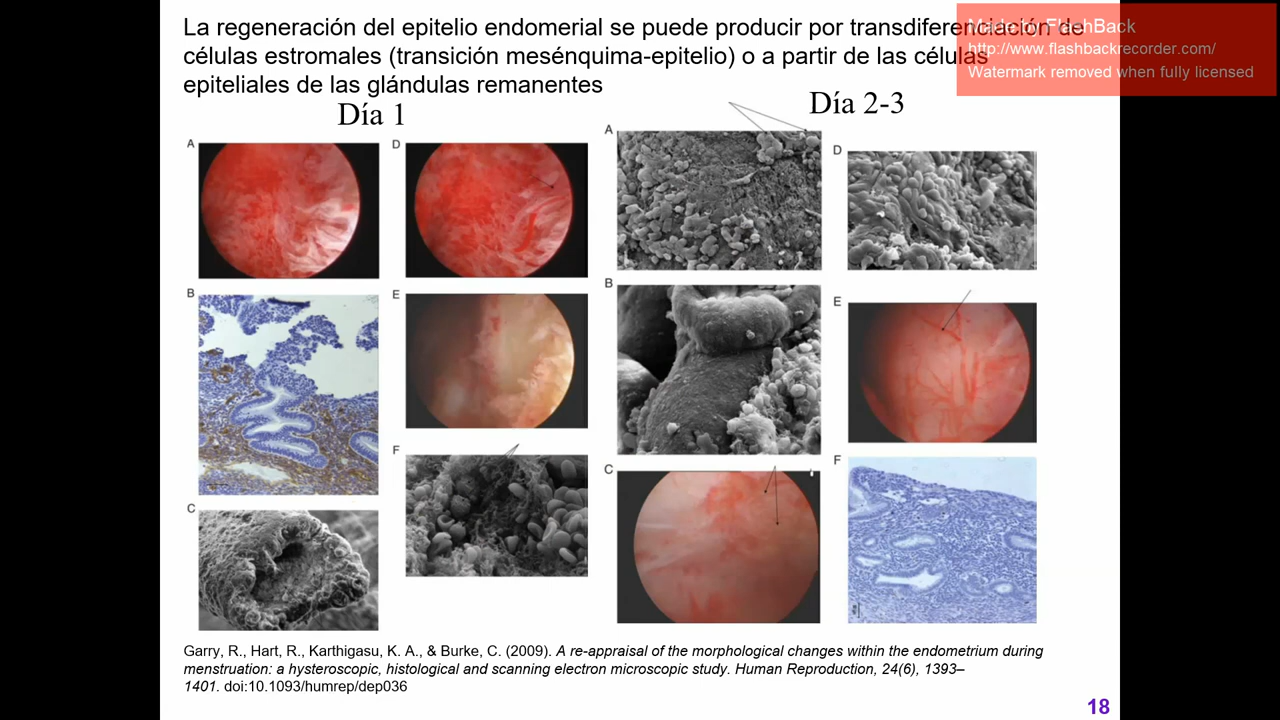 La regeneración del epitelio endomerial se puede producir por transdiferenciación de
células estromales (transición mesénquima-epitelio) o a partir de las células
epiteliales de las glándulas remanentes
Made by FlashBack
http://www.flashbackrecorder.com/
Watermark removed when fully licensed
Día 1
Día 2-3
A
D
B
E
C
F
A
D
B
E
C
F
Garry, R., Hart, R., Karthigasu, K. A., & Burke, C. (2009). A re-appraisal of the morphological changes within the endometrium during
menstruation: a hysteroscopic, histological and scanning electron microscopic study. Human Reproduction, 24(6), 1393–
1401. doi:10.1093/humrep/dep036
18